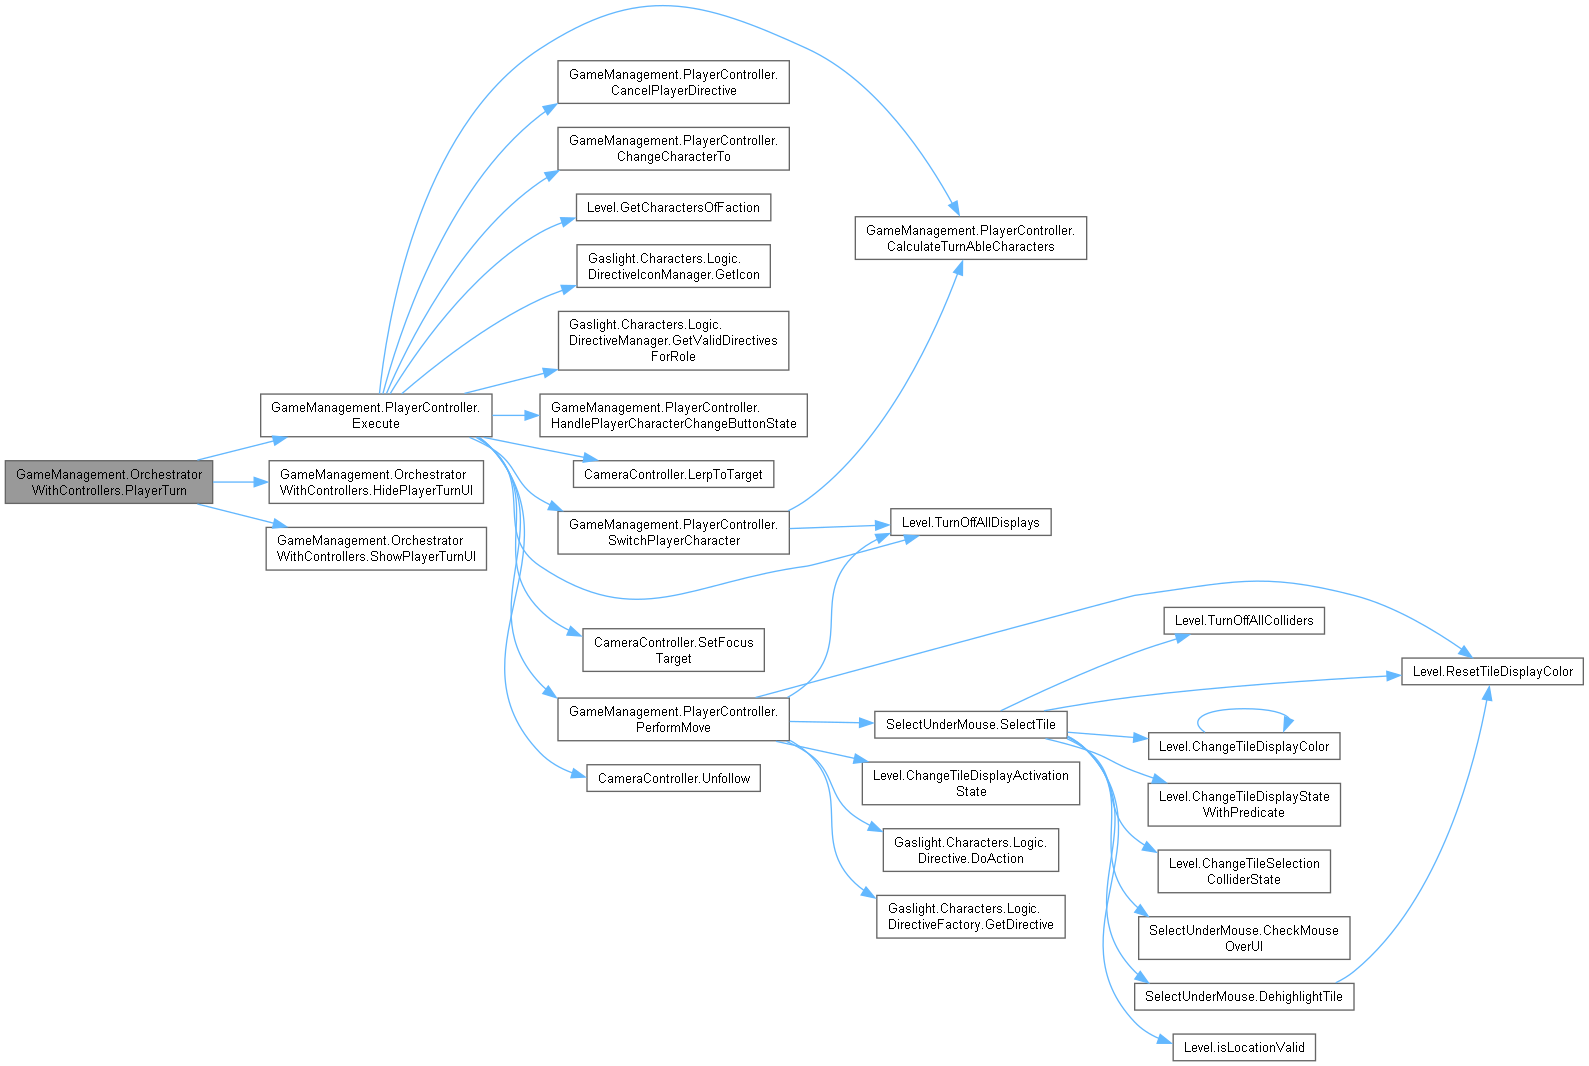 GameManagement.Orchestrator
WithControllers.PlayerTurn
GameManagement.PlayerController.
Execute
GameManagement.Orchestrator
WithControllers.HidePlayerTurnUI
GameManagement.Orchestrator
WithControllers.ShowPlayerTurnUI
GameManagement.PlayerController.
CancelPlayerDirective
GameManagement.PlayerController.
ChangeCharacterTo
Level.GetCharactersOfFaction
Gaslight.Characters.Logic.
DirectiveIconManager.GetIcon
Gaslight.Characters.Logic.
DirectiveManager.GetValidDirectives
ForRole
GameManagement.PlayerController.
HandlePlayerCharacterChangeButtonState
CameraController.LerpToTarget
GameManagement.PlayerController.
SwitchPlayerCharacter
CameraController.SetFocus
Target
GameManagement.PlayerController.
PerformMove
CameraController.Unfollow
GameManagement.PlayerController.
CalculateTurnAbleCharacters
Level.TurnOffAllDisplays
SelectUnderMouse.SelectTile
Level.ChangeTileDisplayActivation
State
Gaslight.Characters.Logic.
Directive.DoAction
Gaslight.Characters.Logic.
DirectiveFactory.GetDirective
Level.TurnOffAllColliders
Level.ChangeTileDisplayColor
Level.ChangeTileDisplayState
WithPredicate
Level.ChangeTileSelection
ColliderState
SelectUnderMouse.CheckMouse
OverUI
SelectUnderMouse.DehighlightTile
Level.isLocationValid
Level.ResetTileDisplayColor